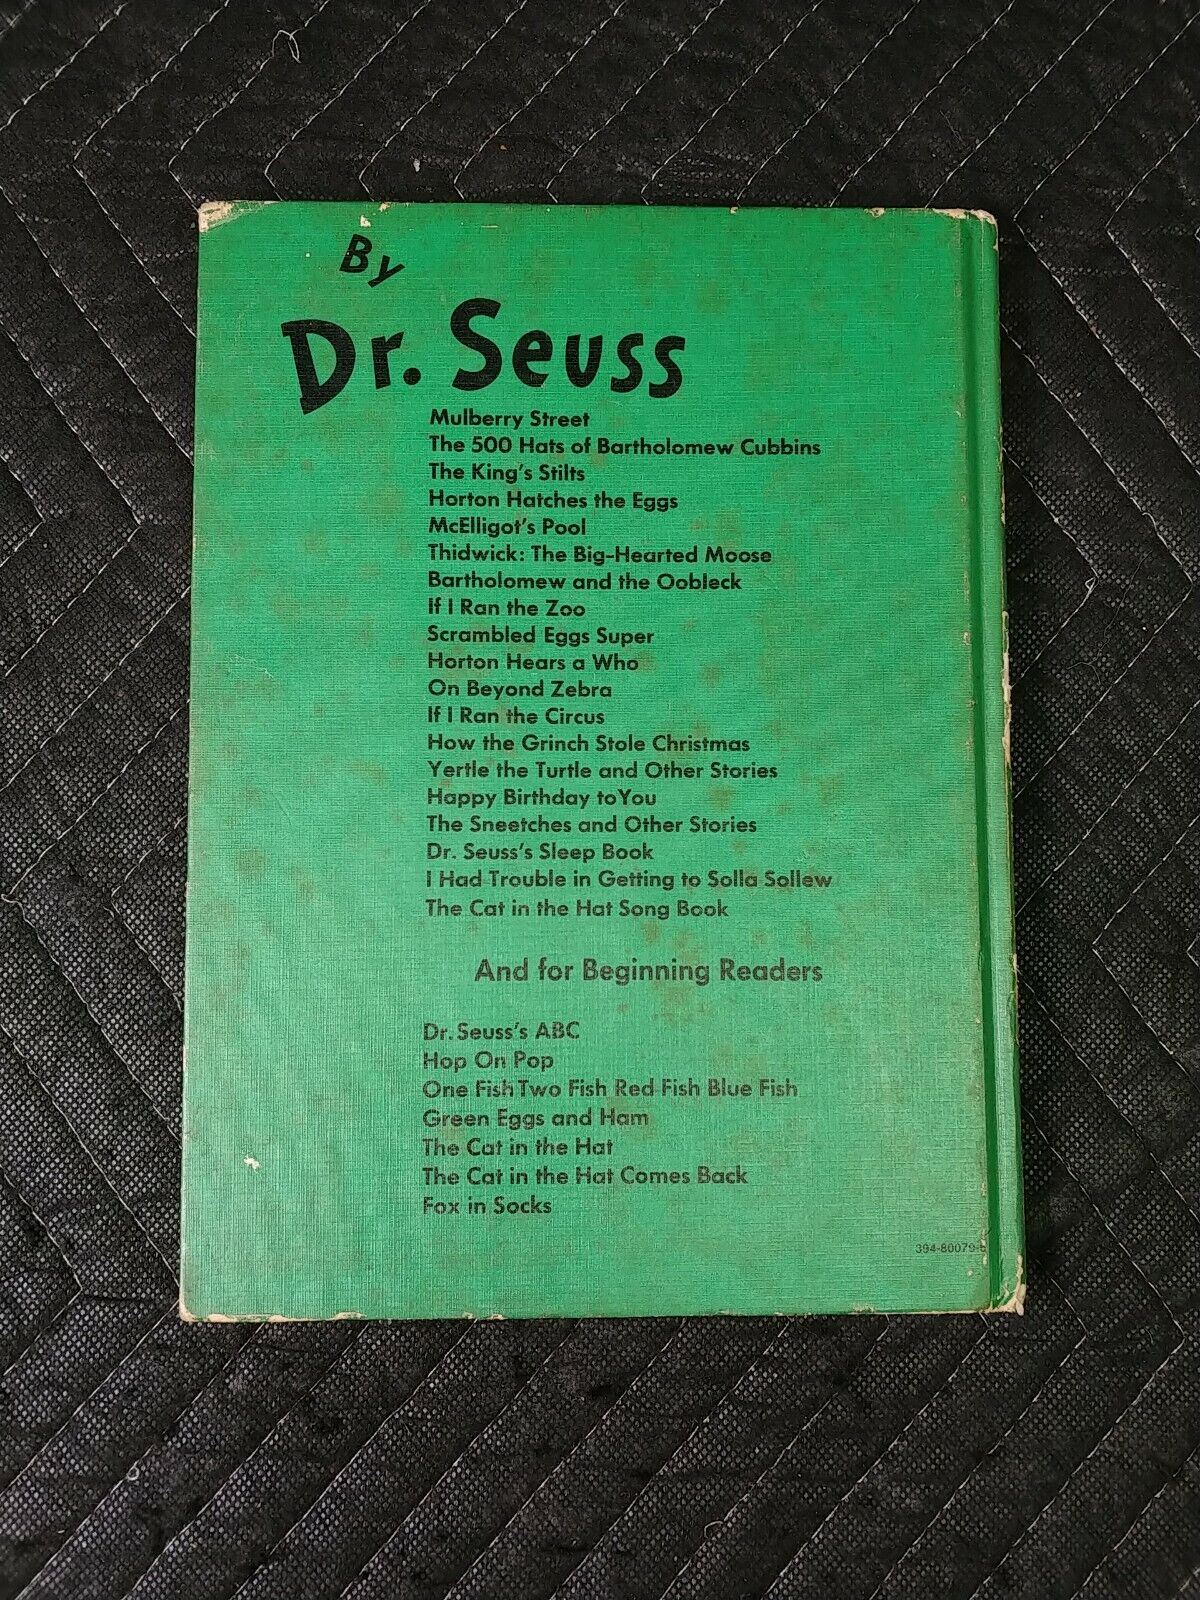 By
Dr. Seuss
Mulberry Street
The 500 Hats of Bartholomew Cubbins
The King's Stilts
Horton Hatches the Eggs
McElligot's Pool
Thidwick: The Big-Hearted Moose
Bartholomew and the Oobleck
If I Ran the Zoo
Scrambled Eggs Super
Horton Hears a Who
On Beyond Zebra
If I Ran the Circus
How the Grinch Stole Christmas
Yertle the Turtle and Other Stories
Happy Birthday to You
The Sneetches and Other Stories
Dr. Seuss's Sleep Book
I Had Trouble in Getting to Solla Sollew
The Cat in the Hat Song Book
And for Beginning Readers
Dr. Seuss's ABC
Hop On Pop
One Fish Two Fish Red Fish Blue Fish
Green Eggs and Ham
The Cat in the Hat
The Cat in the Hat Comes Back
Fox in Socks